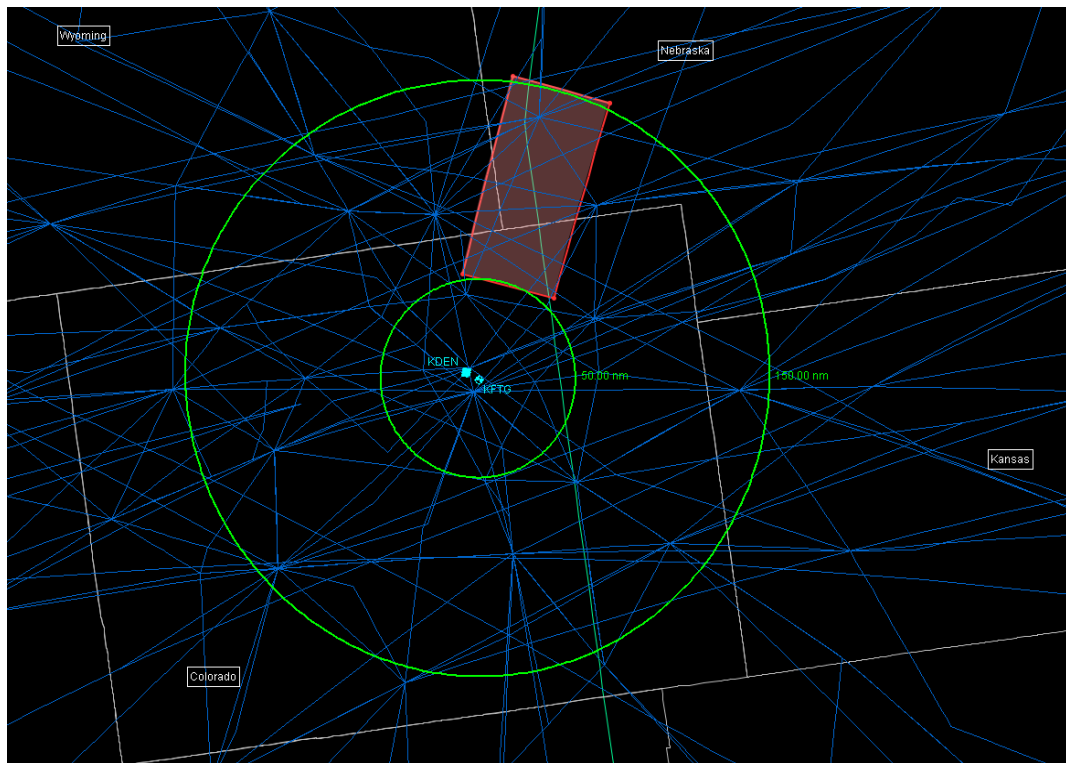 Wyoming
Nebraska
KDEN
KFTG
50.00 nm
150.00 nm
Kansas
Colorado